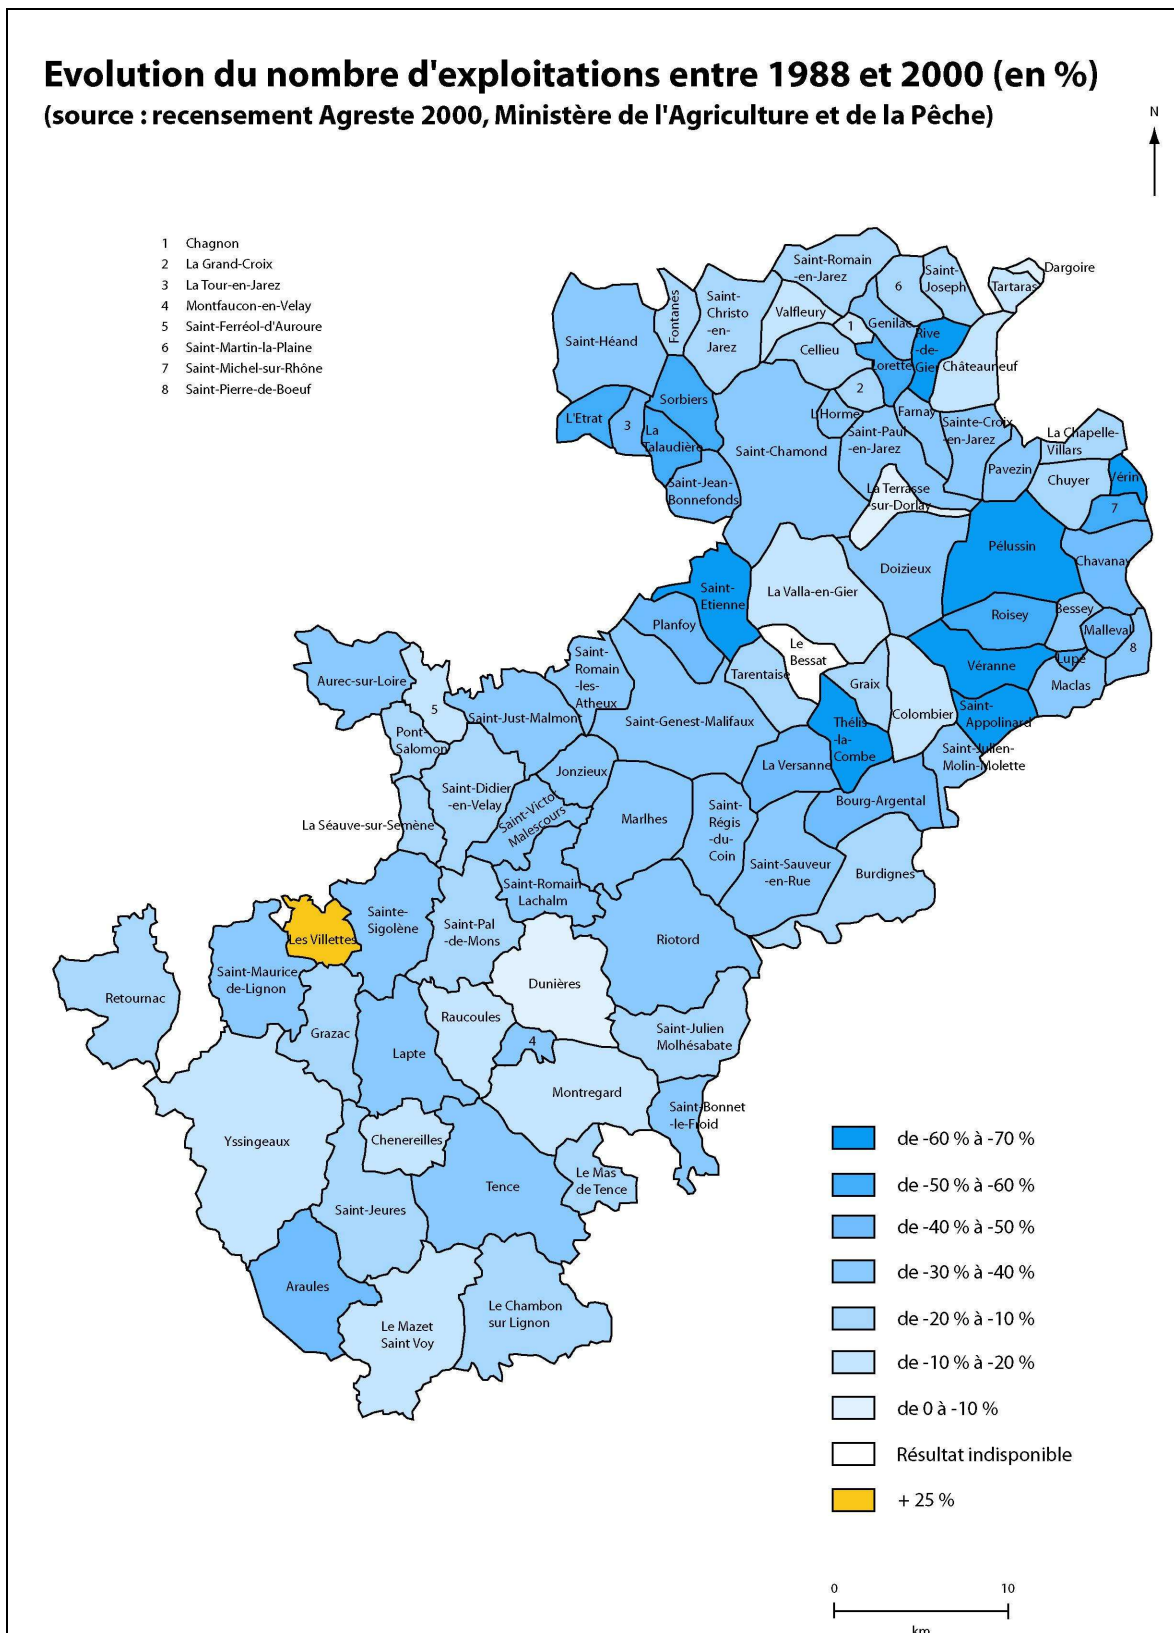 Evolution du nombre d'exploitations entre 1988 et 2000 (en %)
(source : recensement Agreste 2000, Ministère de l'Agriculture et de la Pêche)
N
1 Chagnon
2 La Grand-Croix
3 La Tour-en-Jarez
4 Montfaucon-en-Velay
5 Saint-Ferréol-d'Auroure
6 Saint-Martin-la-Plaine
7 Saint-Michel-sur-Rhône
8 Saint-Pierre-de-Boeuf
Saint-Romain
-en-Jarez
Saint-
Joseph
Dargoire
Tartaras
6
Fontanès
Saint-
Christo
-en-
Jarez
Valfleury
1
Genilac
Rive
-de-
Gier
Saint-Héand
Cellieu
Lorette
Châteauneuf
Sorbiers
2
L'Etrat
3
La
Talaudière
L'Horme
Farnay
Saint-Paul
-en-Jarez
Sainte-Croix
-en-Jarez
La Chapelle-
Villars
Saint-Chamond
Pavezin
Chuyer
Vérin
Saint-Jean-
Bonnefonds
La Terrasse
-sur-Dorlay
7
Pélussin
Chavanay
Doizieux
Saint-
Etienne
La Valla-en-Gier
Roisey
Bessey
Malleval
8
Planfoy
Le
Bessat
Véranne
Lupé
Maclas
Saint-
Romain
-les-
Atheux
Tarentaise
Graix
Aurec-sur-Loire
5
Saint-Just-Malmont
Saint-Genest-Malifaux
Thélis
-la-
Combe
Colombier
Saint-
Appolinard
Pont-
Salomon
Saint-Julien-
Molin-Molette
Jonzieux
La Versanne
Saint-Didier
-en-Velay
Saint-Victor
Malescours
Marlhes
Saint-
Régis
-du-
Coin
Bourg-Argental
La Séauve-sur-Semène
Saint-Sauveur
-en-Rue
Burdignes
Saint-Romain
Lachalm
Sainte-
Sigolène
Saint-Pal
-de-Mons
Les Villettes
Riotord
Saint-Maurice
de-Lignon
Dunières
Retournac
Raucoules
Grazac
Lapte
4
Saint-Julien
Molhésabate
Montregard
Saint-Bonnet
-le-Froid
Yssingeaux
Chenereilles
Le Mas
de Tence
Tence
Saint-Jeures
Araules
Le Mazet
Saint Voy
Le Chambon
sur Lignon
de -60 % à -70 %
de -50 % à -60 %
de -40 % à -50 %
de -30 % à -40 %
de -20 % à -10 %
de -10 % à -20 %
de 0 à -10 %
Résultat indisponible
+ 25 %
0 10
km